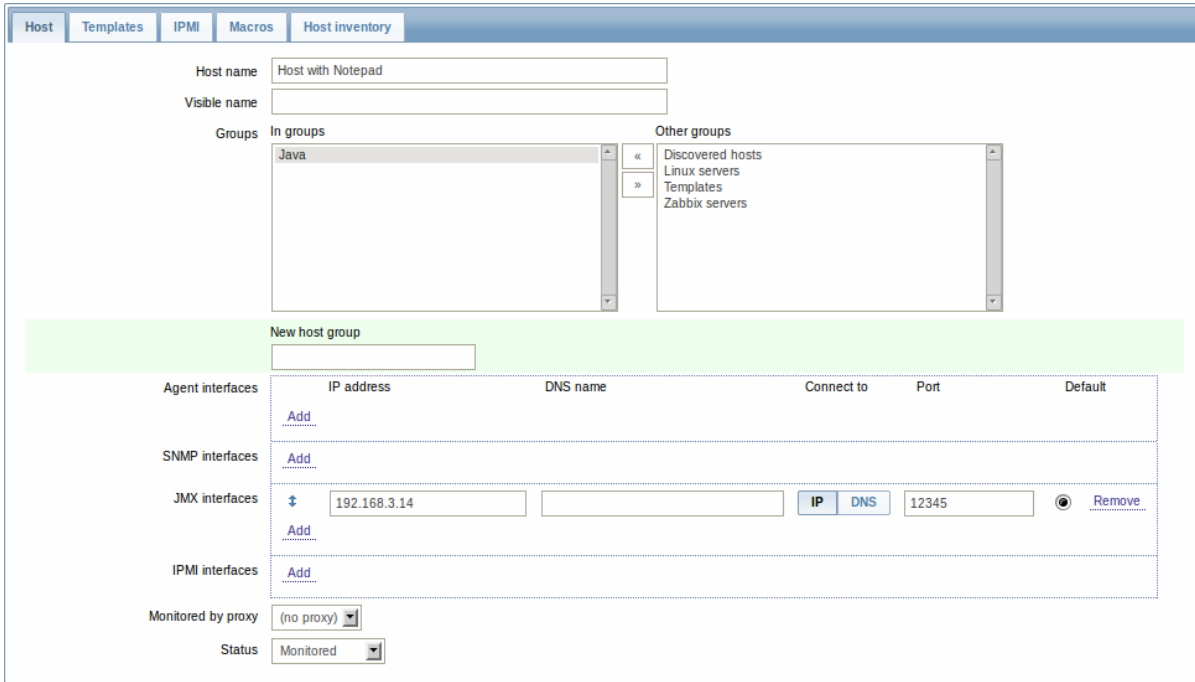 Host Templates IPMI Macros Host inventory
Host name Host with Notepad
Visible name
Groups In groups Other groups
Java « Discovered hosts
Linux servers
» Templates
Zabbix servers
New host group
Agent interfaces IP address DNS name Connect to Port Default
Add
SNMP interfaces Add
JMX interfaces 192.168.3.14 IP DNS 12345 Remove
Add
IPMI interfaces Add
Monitored by proxy (no proxy)
Status Monitored